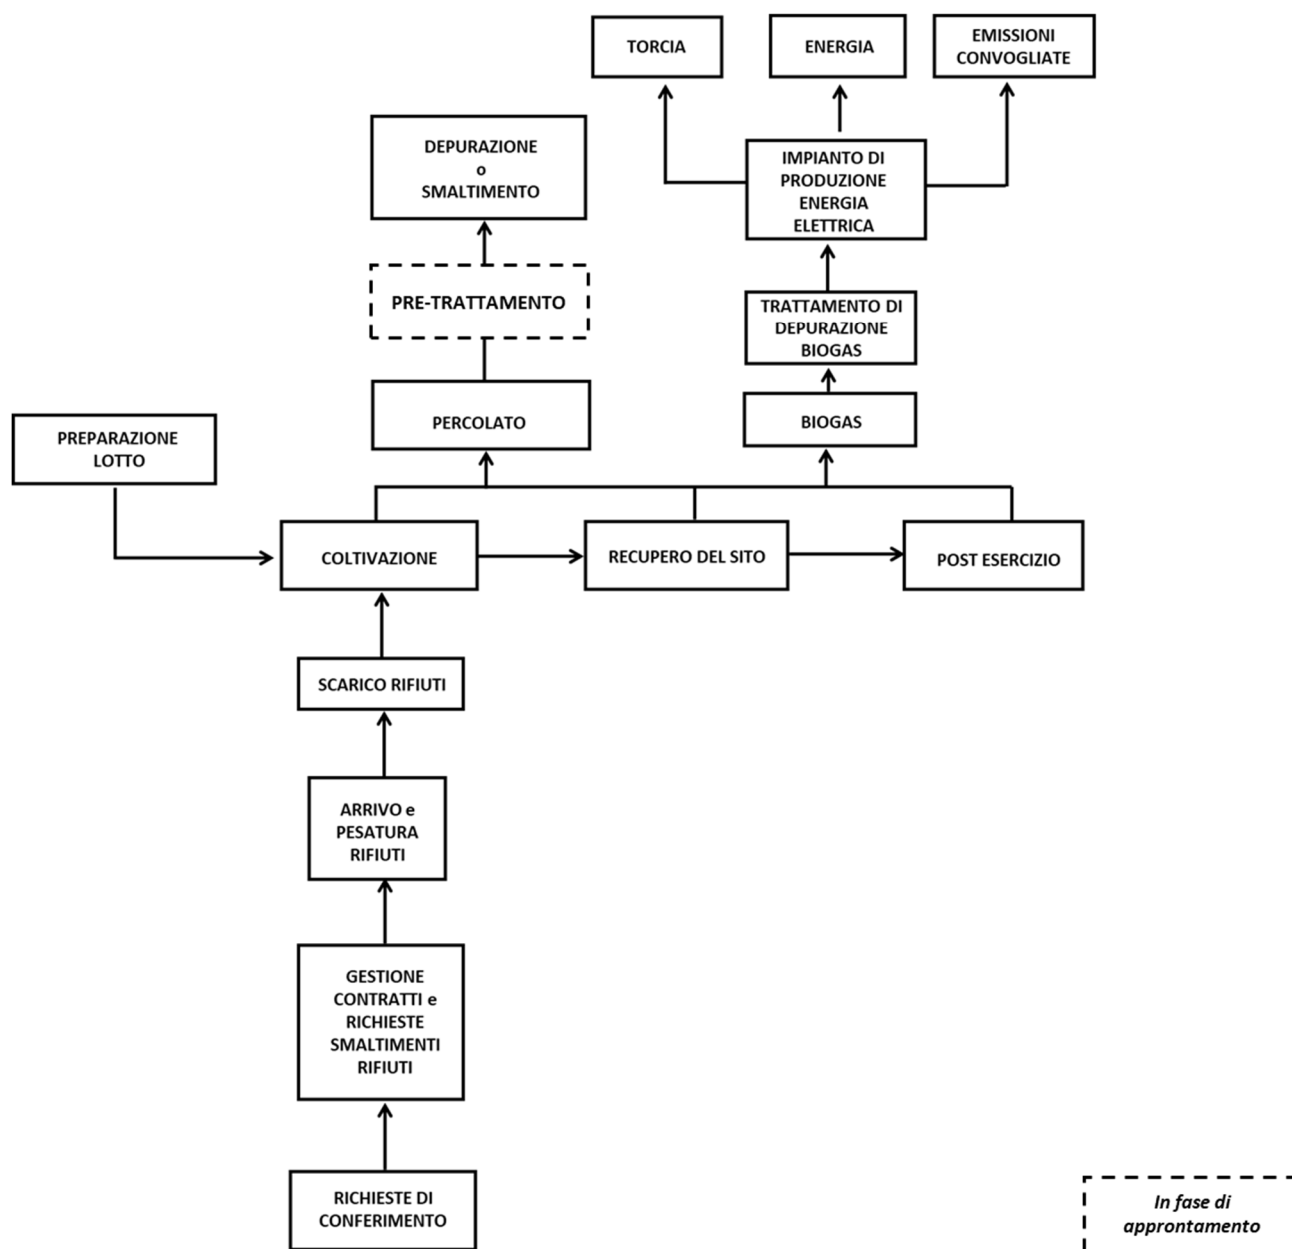 TORCIA
ENERGIA
EMISSIONI
CONVOGLIATE
DEPURAZIONE
o
SMALTIMENTO
IMPIANTO DI
PRODUZIONE
ENERGIA
ELETTRICA
PRE-TRATTAMENTO
TRATTAMENTO DI
DEPURAZIONE
BIOGAS
PERCOLATO
BIOGAS
PREPARAZIONE
LOTTO
COLTIVAZIONE
RECUPERO DEL SITO
POST ESERCIZIO
SCARICO RIFIUTI
ARRIVO e
PESATURA
RIFIUTI
GESTIONE
CONTRATTI e
RICHIESTE
SMALTIMENTI
RIFIUTI
RICHIESTE DI
CONFERIMENTO
In fase di
approntamento